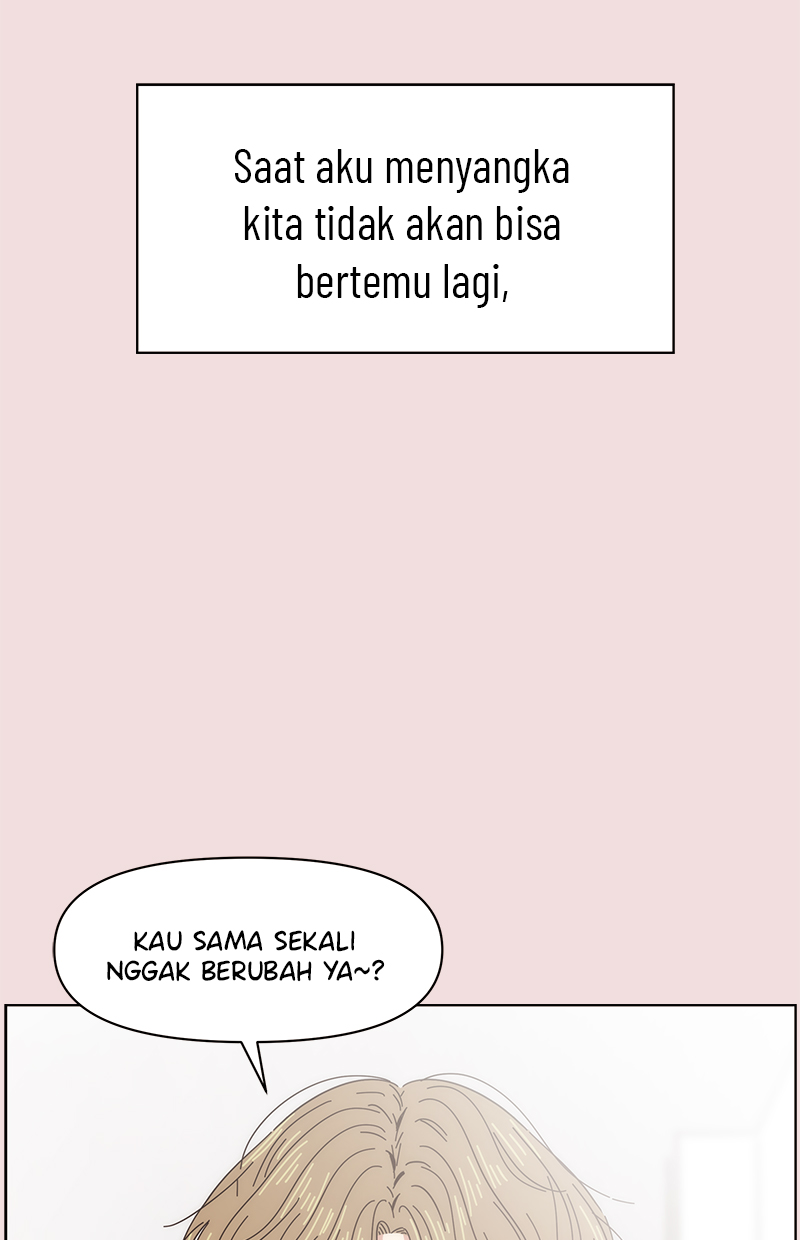 Saat aku menyangka
kita tidak akan bisa
bertemu lagi,
KAU SAMA SEKALI
NGGAK BERUBAH YA~?